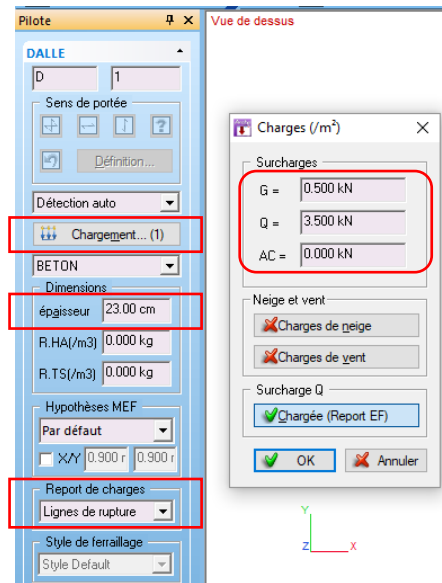 Pilote
DALLE
D 1
Sens de portée
?
Définition...
Détection auto
Chargement... (1)
BETON
Dimensions
épaisseur 23.00 cm
R.HA(/m3) 0.000 kg
R.TS(/m3) 0.000 kg
Hypothèses MEF
Par défaut
X/Y 0.900 r 0.900 r
Report de charges
Lignes de rupture
Style de ferraillage
Style Default
Vue de dessus
Charges (/m²)
Surcharges
G = 0.500 kN
Q = 3.500 kN
AC = 0.000 kN
Neige et vent
Charges de neige
Charges de vent
Surcharge Q
Chargée (Report EF)
OK Annuler
Y
Z X